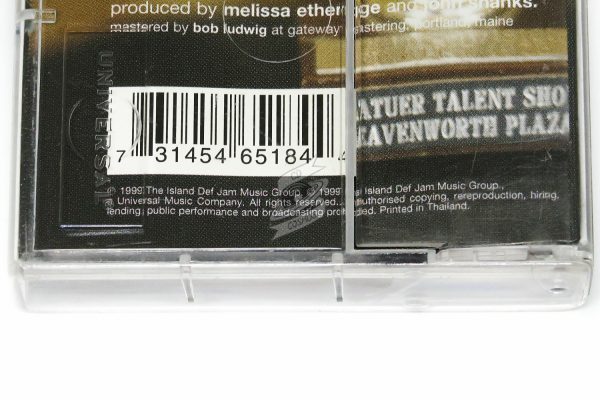 produced by melissa etheridge and john shanks.
mastered by bob ludwig at gateway mastering, portland, maine
UNIVERSAL
ATUER TALENT SHO
EAVENWORTH PLAZA
7 31454 65184 4
1999 The Island Def Jam Music Group. 1999 Island Def Jam Music Group.,
Universal Music Company. All rights reserved. unauthorised copying, rereproduction, hiring,
lending, public performance and broadcasting prohibited. Printed in Thailand.